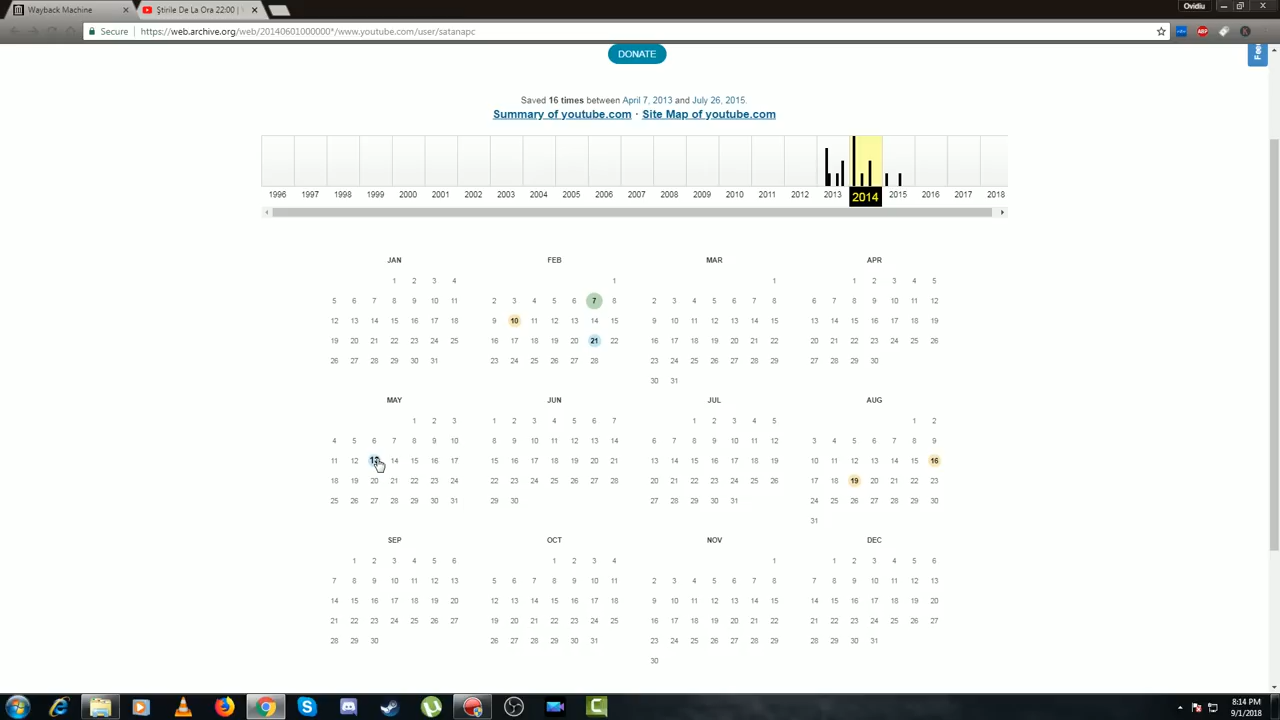 Wayback Machine
Știrile De La Ora 22:00 |
Ovidiu
Secure
https://web.archive.org/web/20140601000000*/www.youtube.com/user/satanapc
ABP
DONATE
Saved 16 times between April 7, 2013 and July 26, 2015.
Summary of youtube.com · Site Map of youtube.com
1996 1997 1998 1999 2000 2001 2002 2003 2004 2005 2006 2007 2008 2009 2010 2011 2012 2013 2014 2015 2016 2017 2018
JAN FEB MAR APR
1 2 3 4 1 1 1 2 3 4 5
5 6 7 8 9 10 11 2 3 4 5 6 7 8 2 3 4 5 6 7 8 6 7 8 9 10 11 12
12 13 14 15 16 17 18 9 10 11 12 13 14 15 9 10 11 12 13 14 15 13 14 15 16 17 18 19
19 20 21 22 23 24 25 16 17 18 19 20 21 22 16 17 18 19 20 21 22 20 21 22 23 24 25 26
26 27 28 29 30 31 23 24 25 26 27 28 23 24 25 26 27 28 29 27 28 29 30
30 31
MAY JUN JUL AUG
1 2 3 1 2 3 4 5 6 7 1 2 3 4 5 1 2
4 5 6 7 8 9 10 8 9 10 11 12 13 14 6 7 8 9 10 11 12 3 4 5 6 7 8 9
11 12 13 14 15 16 17 15 16 17 18 19 20 21 13 14 15 16 17 18 19 10 11 12 13 14 15 16
18 19 20 21 22 23 24 22 23 24 25 26 27 28 20 21 22 23 24 25 26 17 18 19 20 21 22 23
25 26 27 28 29 30 31 29 30 27 28 29 30 31 24 25 26 27 28 29 30
31
SEP OCT NOV DEC
1 2 3 4 5 6 1 2 3 4 1 1 2 3 4 5 6
7 8 9 10 11 12 13 5 6 7 8 9 10 11 2 3 4 5 6 7 8 7 8 9 10 11 12 13
14 15 16 17 18 19 20 12 13 14 15 16 17 18 9 10 11 12 13 14 15 14 15 16 17 18 19 20
21 22 23 24 25 26 27 19 20 21 22 23 24 25 16 17 18 19 20 21 22 21 22 23 24 25 26 27
28 29 30 26 27 28 29 30 31 23 24 25 26 27 28 29 28 29 30 31
30
8:14 PM
9/1/2018